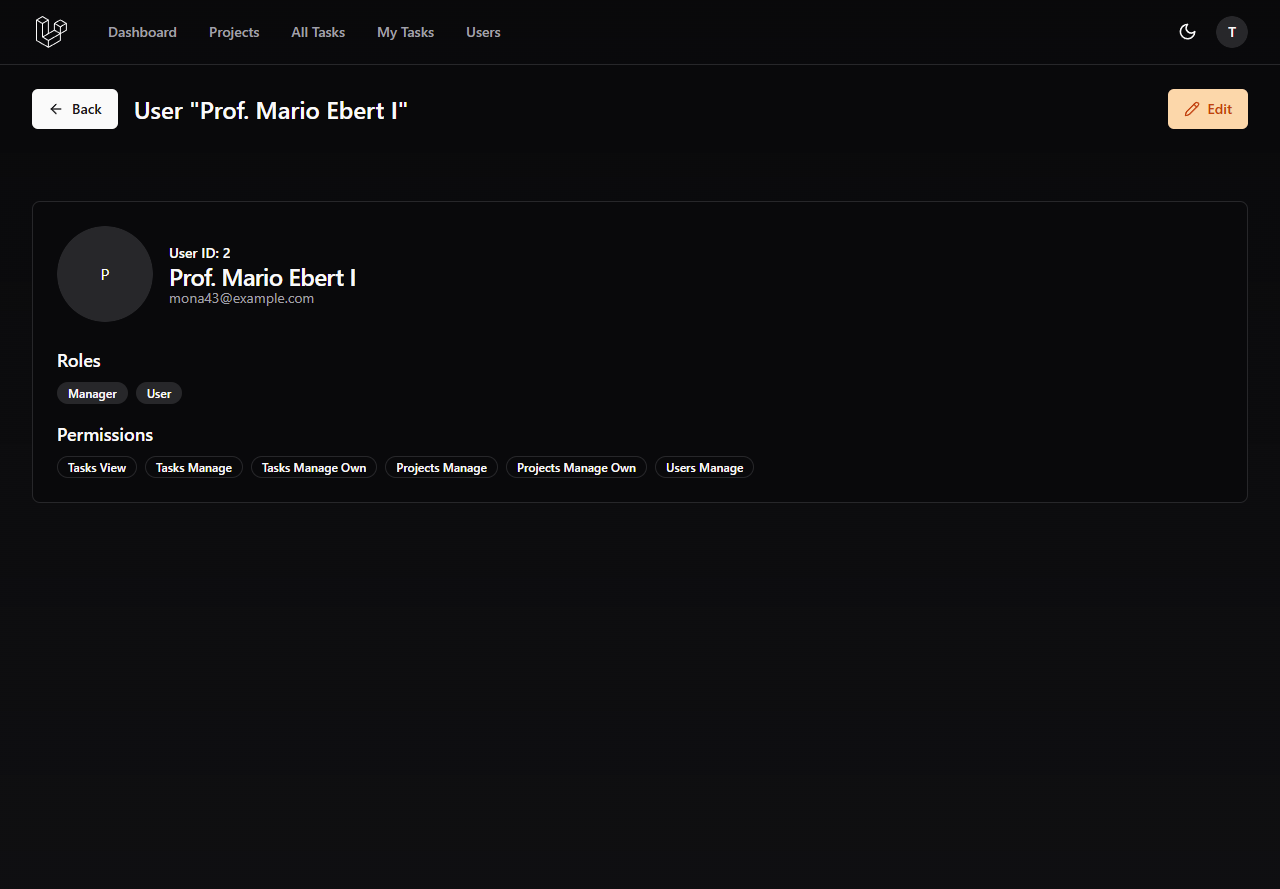 Dashboard Projects All Tasks My Tasks Users T
Back User "Prof. Mario Ebert I" Edit
P
User ID: 2
Prof. Mario Ebert I
mona43@example.com
Roles
Manager User
Permissions
Tasks View Tasks Manage Tasks Manage Own Projects Manage Projects Manage Own Users Manage